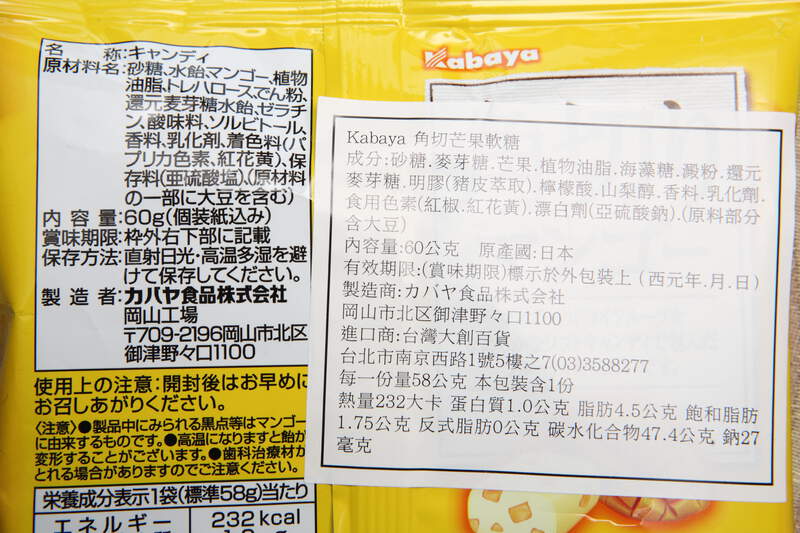 名　　称:キャンディ
原材料名:砂糖、水飴、マンゴー、植物
油脂、トレハロース、でん粉、
還元麦芽糖水飴、ゼラチ
ン、酸味料、ソルビトール、
香料、乳化剤、着色料(パ
プリカ色素、紅花黄)、保
存料(亜硫酸塩)、(原材料
の一部に大豆を含む)
内 容 量:60g(個装紙込み)
賞味期限:枠外右下部に記載
保存方法:直射日光・高温多湿を避
けて保存してください。
製 造 者:カバヤ食品株式会社
岡山工場
〒709-2196岡山市北区
御津野々口1100
使用上の注意:開封後はお早めに
お召しあがりください。
〈注意〉●製品中にみられる黒点等はマンゴー
に由来するものです。●高温になりますと飴が
変形することがございます。●歯科治療材が
とれる場合がありますのでご注意ください。
栄養成分表示1袋(標準58g)当たり
エネルギー 232kcal
Kabaya
Kabaya 角切芒果軟糖
成分:砂糖.麥芽糖.芒果.植物油脂.海藻糖.澱粉.還元
麥芽糖.明膠(豬皮萃取).檸檬酸.山梨醇.香料.乳化劑.
食用色素(紅椒.紅花黃).漂白劑(亞硫酸鈉).(原料部分
含大豆)
內容量:60公克　原產國:日本
有效期限:(賞味期限)標示於外包裝上 (西元年.月.日)
製造商:カバヤ食品株式会社
岡山市北区御津野々口1100
進口商:台灣大創百貨
台北市南京西路1號5樓之7(03)3588277
每一份量58公克 本包裝含1份
熱量232大卡 蛋白質1.0公克 脂肪4.5公克 飽和脂肪
1.75公克 反式脂肪0公克 碳水化合物47.4公克 鈉27
毫克